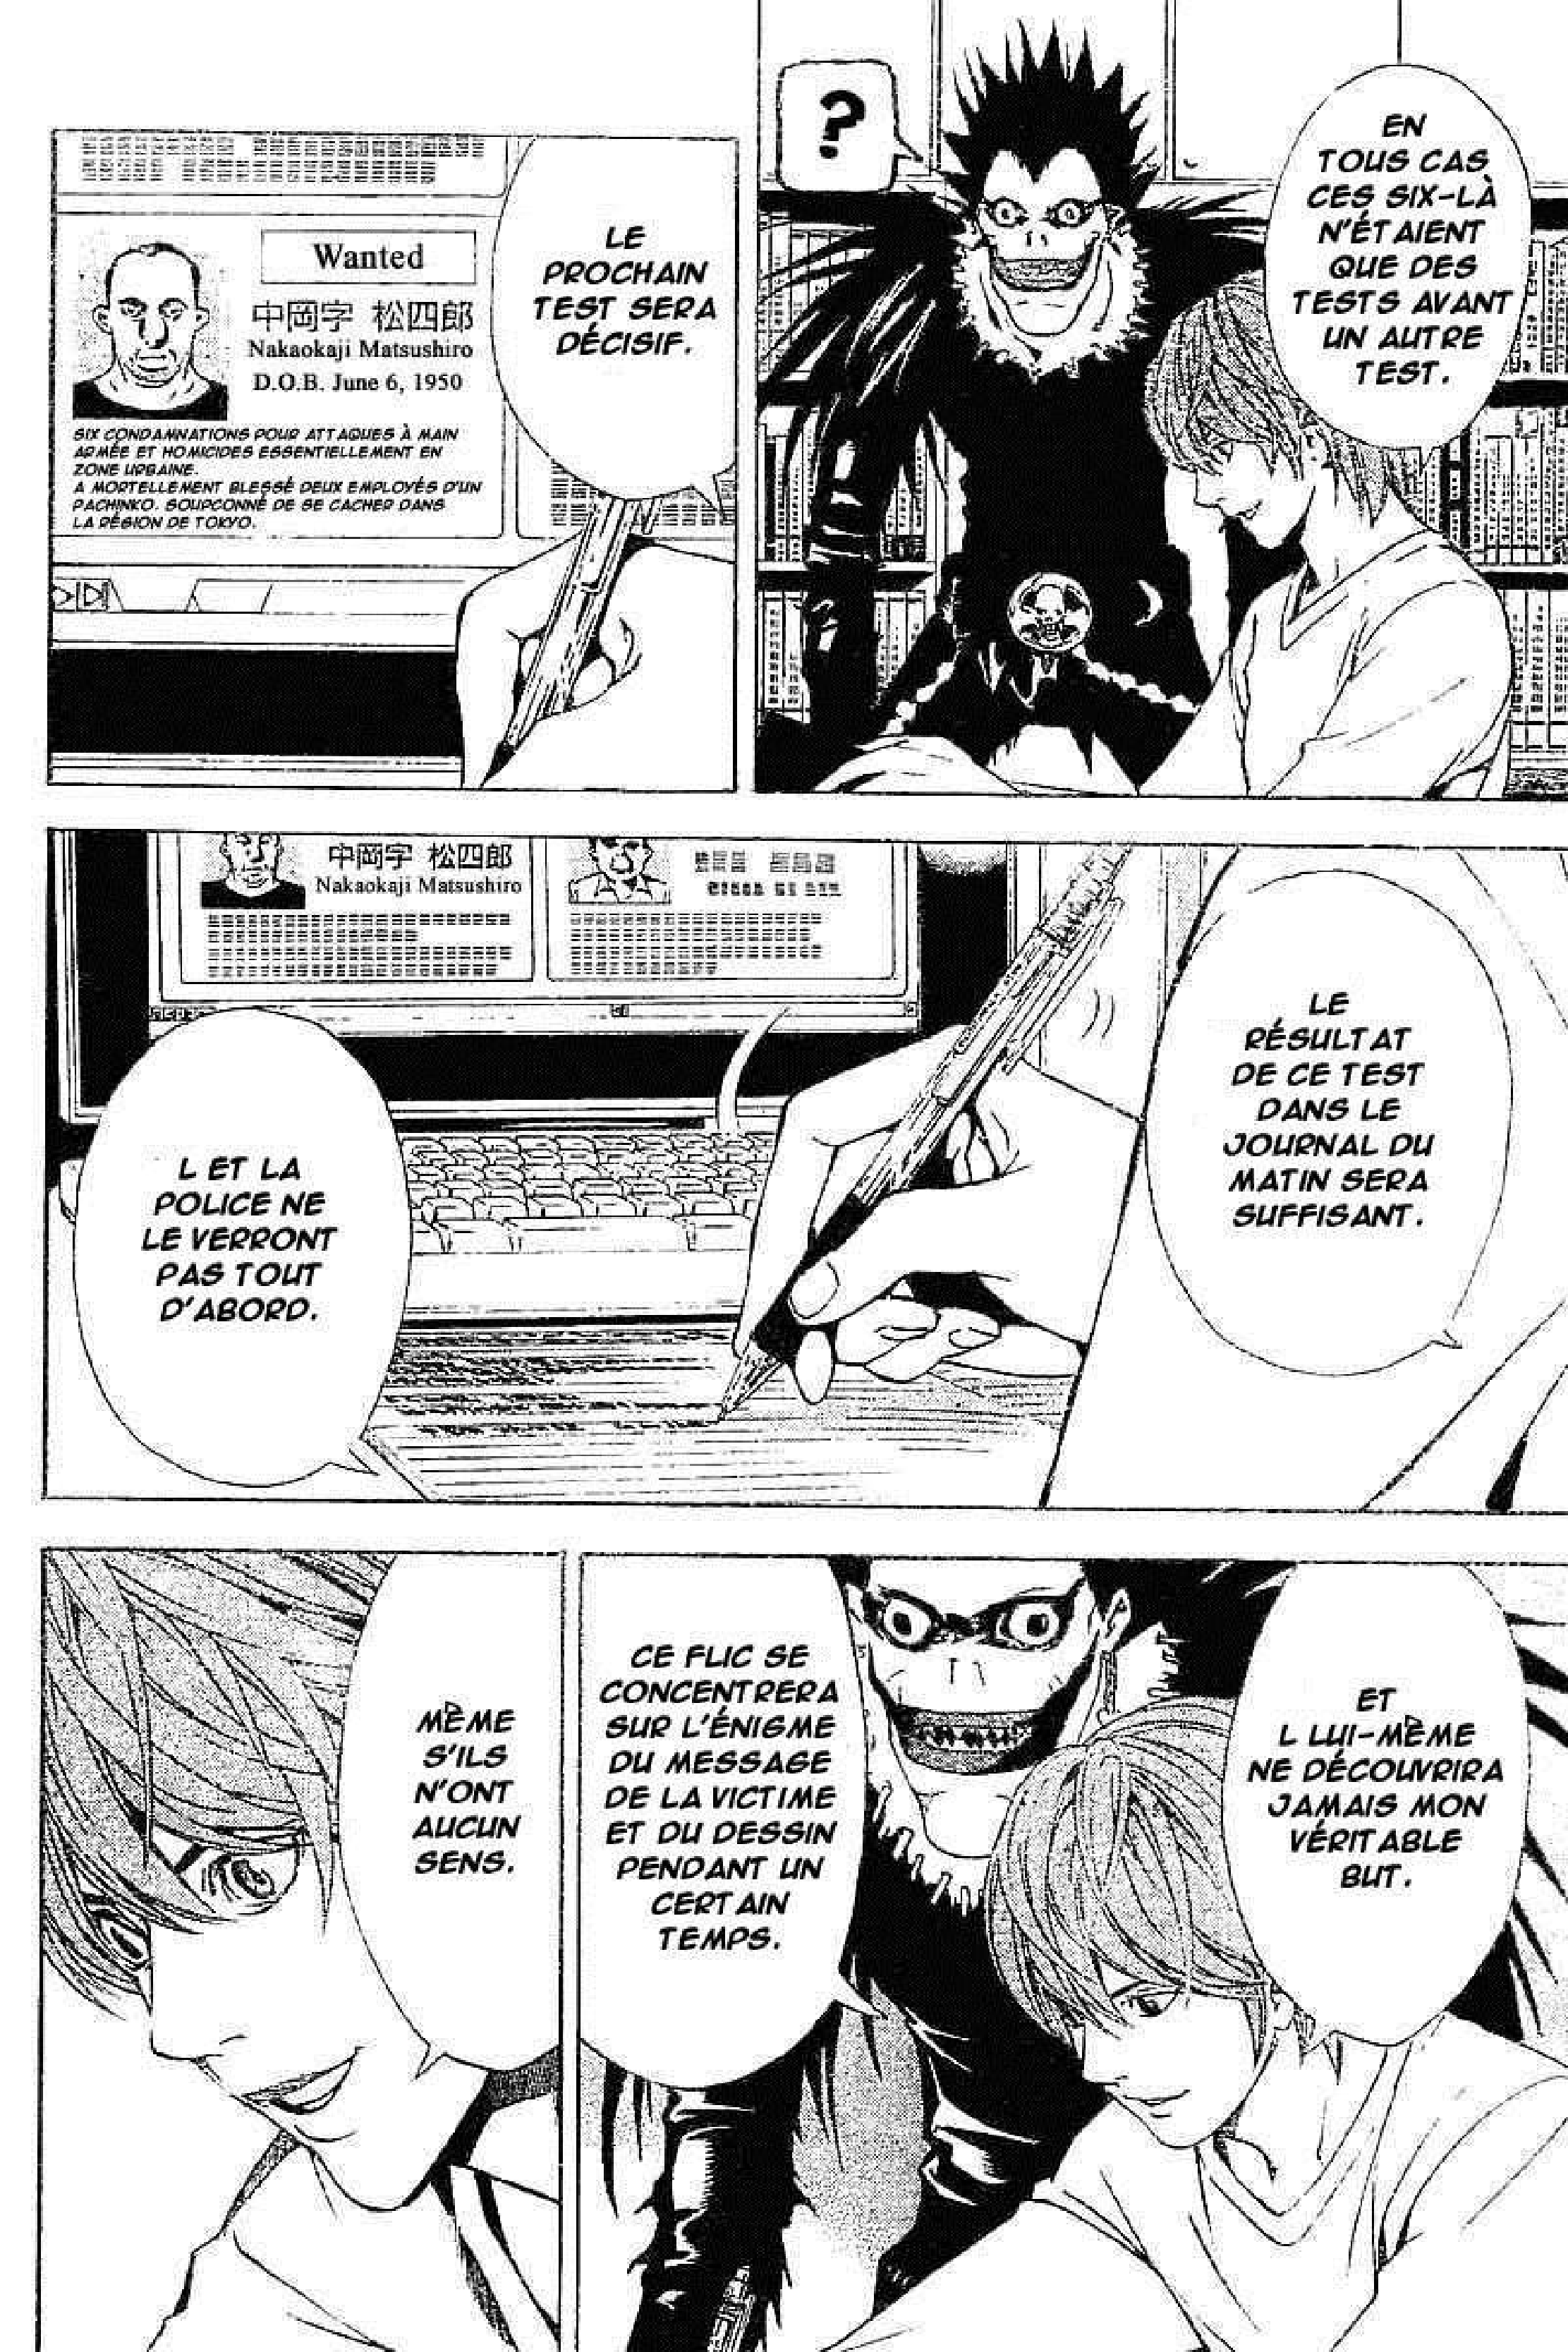 ?
EN
TOUS CAS
CES SIX-LÀ
N'ÉTAIENT
QUE DES
TESTS AVANT
UN AUTRE
TEST.
LE
PROCHAIN
TEST SERA
DÉCISIF.
Wanted
中岡字 松四郎
Nakaokaji Matsushiro
D.O.B. June 6, 1950
SIX CONDAMNATIONS POUR ATTAQUES À MAIN
ARMÉE ET HOMICIDES ESSENTIELLEMENT EN
ZONE URBAINE.
A MORTELLEMENT BLESSÉ DEUX EMPLOYÉS D'UN
PACHINKO. SOUPCONNÉ DE SE CACHER DANS
LA RÉGION DE TOKYO.
LE
RÉSULTAT
DE CE TEST
DANS LE
JOURNAL DU
MATIN SERA
SUFFISANT.
中岡字 松四郎
Nakaokaji Matsushiro
L ET LA
POLICE NE
LE VERRONT
PAS TOUT
D'ABORD.
ET
L LUI-MÊME
NE DÉCOUVRIRA
JAMAIS MON
VÉRITABLE
BUT.
CE FLIC SE
CONCENTRERA
SUR L'ÉNIGME
DU MESSAGE
DE LA VICTIME
ET DU DESSIN
PENDANT UN
CERTAIN
TEMPS.
MÊME
S'ILS
N'ONT
AUCUN
SENS.